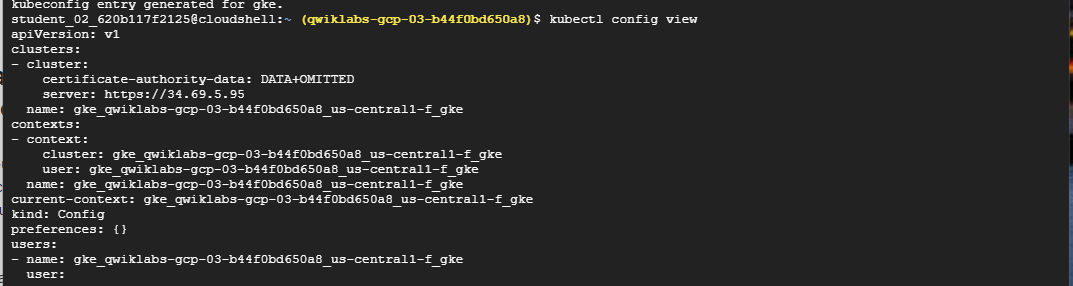 kubeconfig entry generated for gke.
student_02_620b117f2125@cloudshell:~ (qwiklabs-gcp-03-b44f0bd650a8)$ kubectl config view
apiVersion: v1
clusters:
- cluster:
    certificate-authority-data: DATA+OMITTED
    server: https://34.69.5.95
  name: gke_qwiklabs-gcp-03-b44f0bd650a8_us-central1-f_gke
contexts:
- context:
    cluster: gke_qwiklabs-gcp-03-b44f0bd650a8_us-central1-f_gke
    user: gke_qwiklabs-gcp-03-b44f0bd650a8_us-central1-f_gke
  name: gke_qwiklabs-gcp-03-b44f0bd650a8_us-central1-f_gke
current-context: gke_qwiklabs-gcp-03-b44f0bd650a8_us-central1-f_gke
kind: Config
preferences: {}
users:
- name: gke_qwiklabs-gcp-03-b44f0bd650a8_us-central1-f_gke
  user: